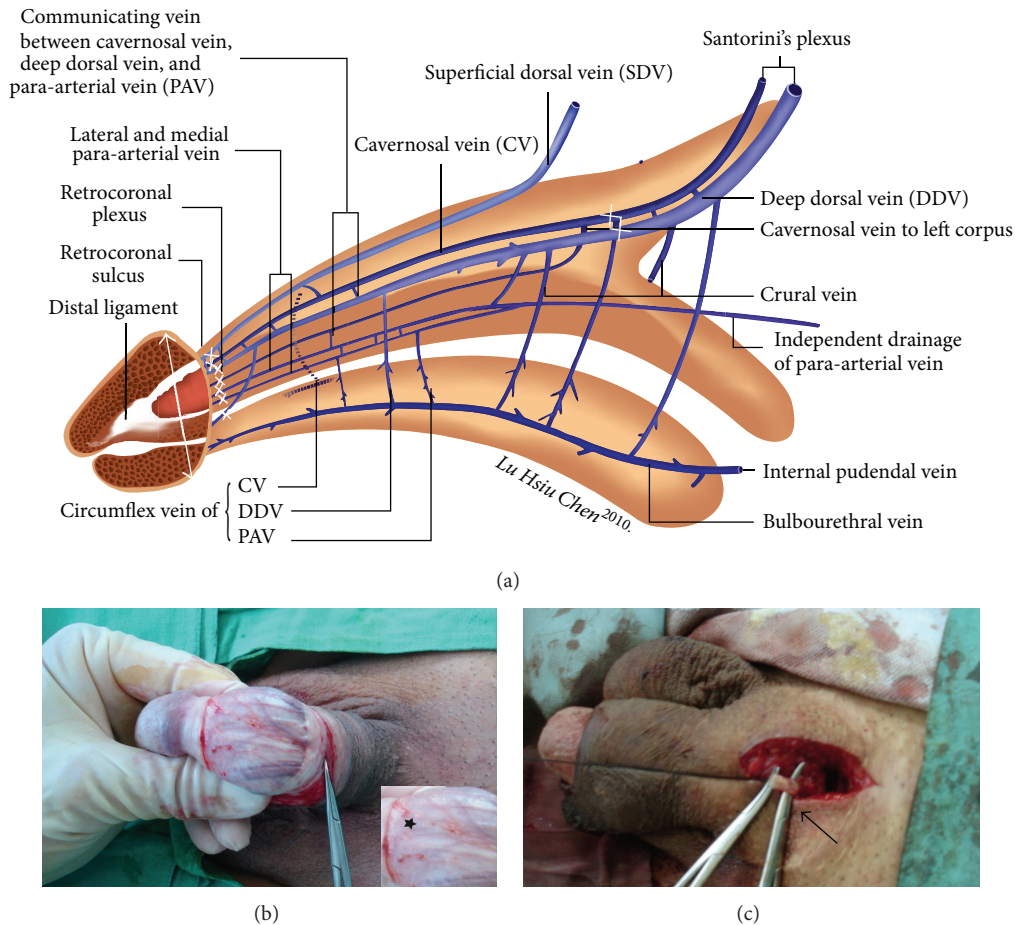 Communicating vein
between cavernosal vein,
deep dorsal vein, and
para-arterial vein (PAV)
Santorini's plexus
Superficial dorsal vein (SDV)
Lateral and medial
para-arterial vein
Cavernosal vein (CV)
Retrocoronal
plexus
Deep dorsal vein (DDV)
Cavernosal vein to left corpus
Retrocoronal
sulcus
Distal ligament
Crural vein
Independent drainage
of para-arterial vein
Internal pudendal vein
Bulbourethral vein
Lu Hsiu Chen 2010.
Circumflex vein of
CV
DDV
PAV
(a)
(b)
(c)